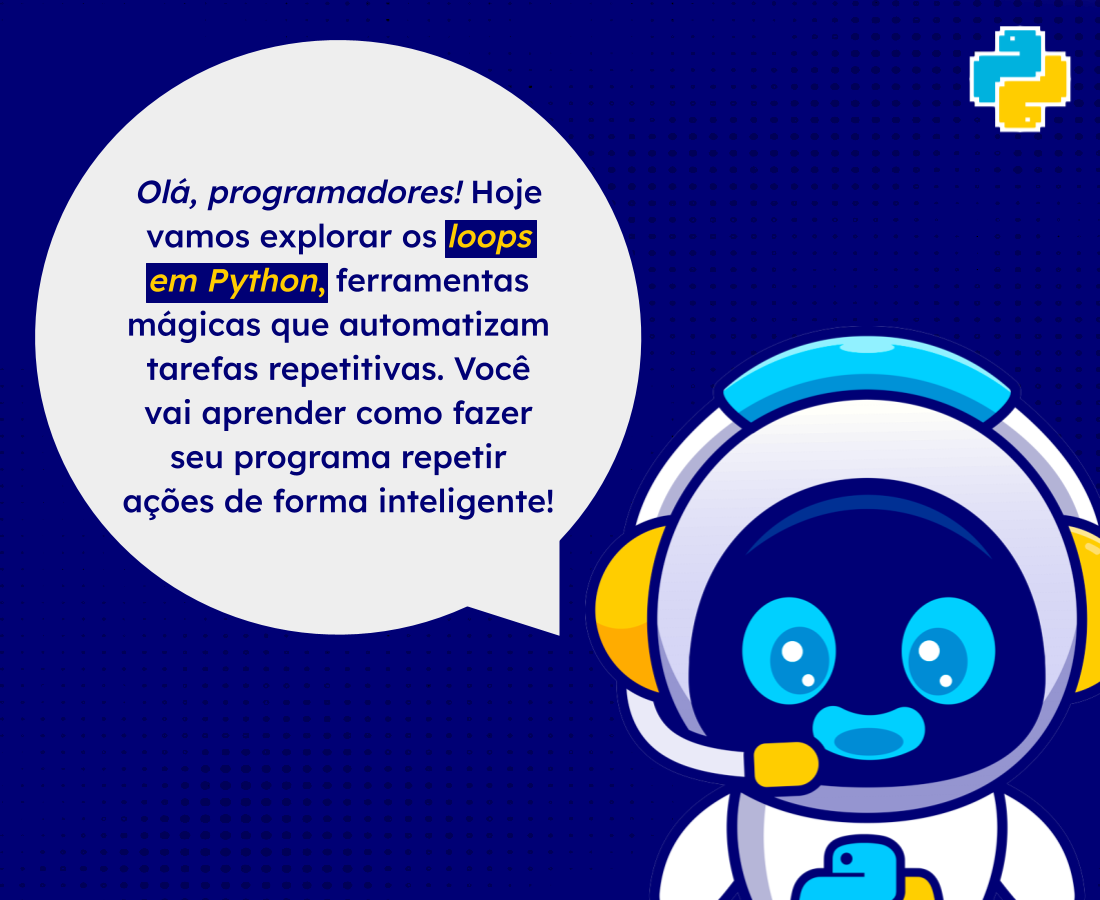 Olá, programadores! Hoje
vamos explorar os loops
em Python, ferramentas
mágicas que automatizam
tarefas repetitivas. Você
vai aprender como fazer
seu programa repetir
ações de forma inteligente!